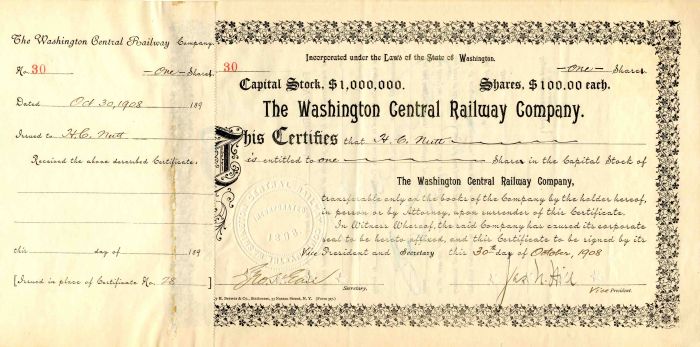 The Washington Central Railway Company.
No. 30 —One— Shares
Dated Oct 30, 1908 189
Issued to H. C. Nutt
Received the above described Certificate.
this day of 189
[Issued in place of Certificate No. 28
Incorporated under the Laws of the State of Washington.
30 —One— Shares.
Capital Stock, $1,000,000. Shares, $100.00 each.
The Washington Central Railway Company.
This Certifies that H. C. Nutt
is entitled to one Shares in the Capital Stock of
The Washington Central Railway Company,
transferable only on the books of the Company by the holder hereof,
in person or by Attorney, upon surrender of this Certificate.
In Witness Whereof, the said Company has caused its corporate
seal to be hereto affixed, and this Certificate to be signed by its
Vice President and Secretary this 30th day of October, 1908
Vice President.
WASHINGTON CENTRAL RAILWAY
INCORPORATED
1898